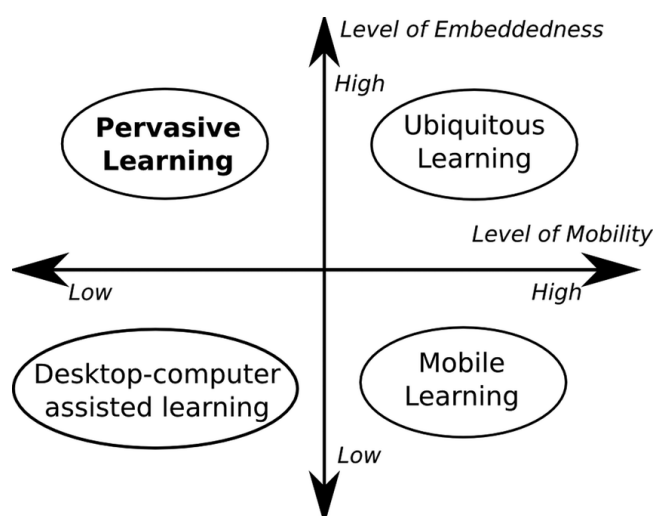 Level of Embeddedness
High
Pervasive
Learning
Ubiquitous
Learning
Level of Mobility
Low
High
Desktop-computer
assisted learning
Mobile
Learning
Low